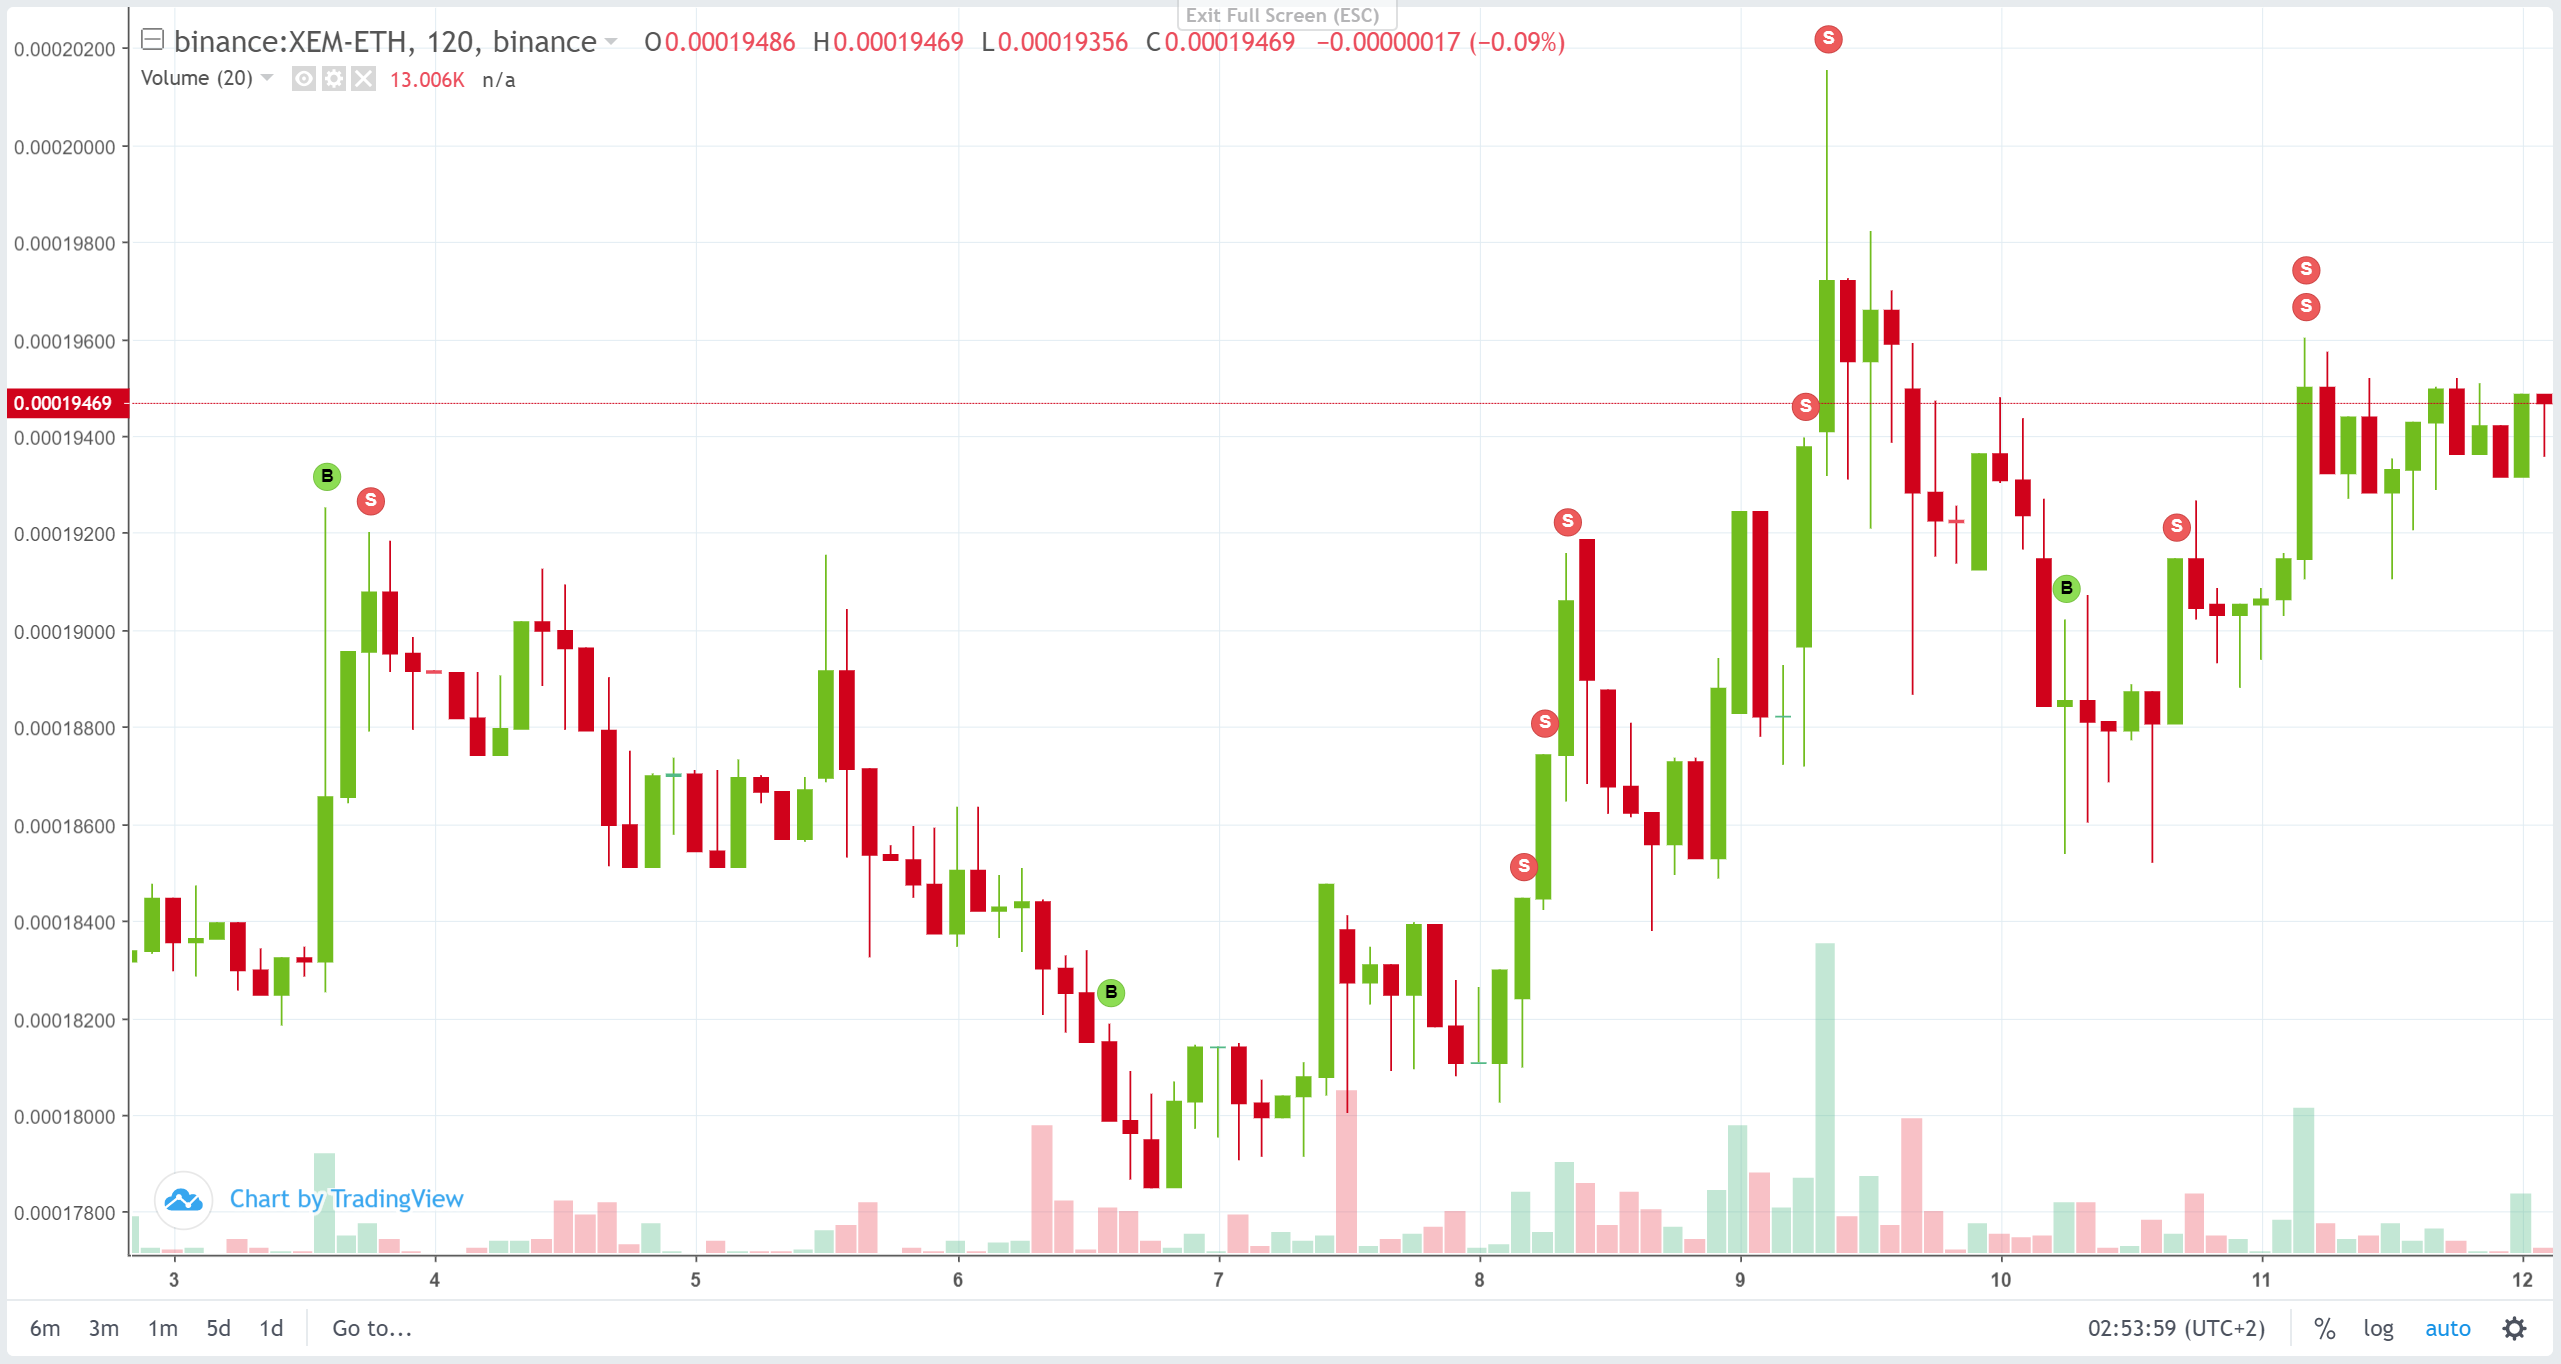 Exit Full Screen (ESC)
binance:XEM-ETH, 120, binance O0.00019486 H0.00019469 L0.00019356 C0.00019469 −0.00000017 (−0.09%)
Volume (20) 13.006K n/a
0.00020200
0.00020000
0.00019800
0.00019600
0.00019469
0.00019400
0.00019200
0.00019000
0.00018800
0.00018600
0.00018400
0.00018200
0.00018000
0.00017800
S
S
S
S
B
S
S
S
B
S
S
S
B
Chart by TradingView
3 4 5 6 7 8 9 10 11 12
6m 3m 1m 5d 1d Go to... 02:53:59 (UTC+2) % log auto